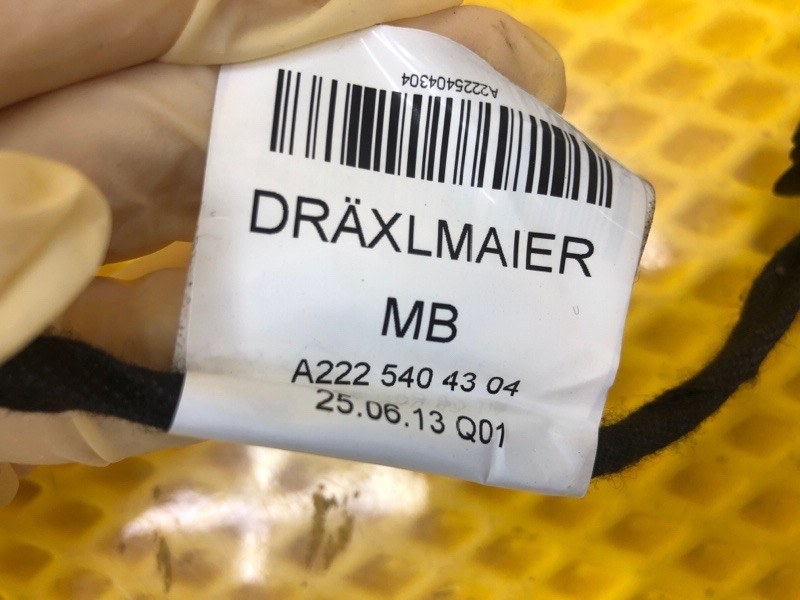 A2225404304
DRÄXLMAIER
MB
A222 540 43 04
25.06.13 Q01